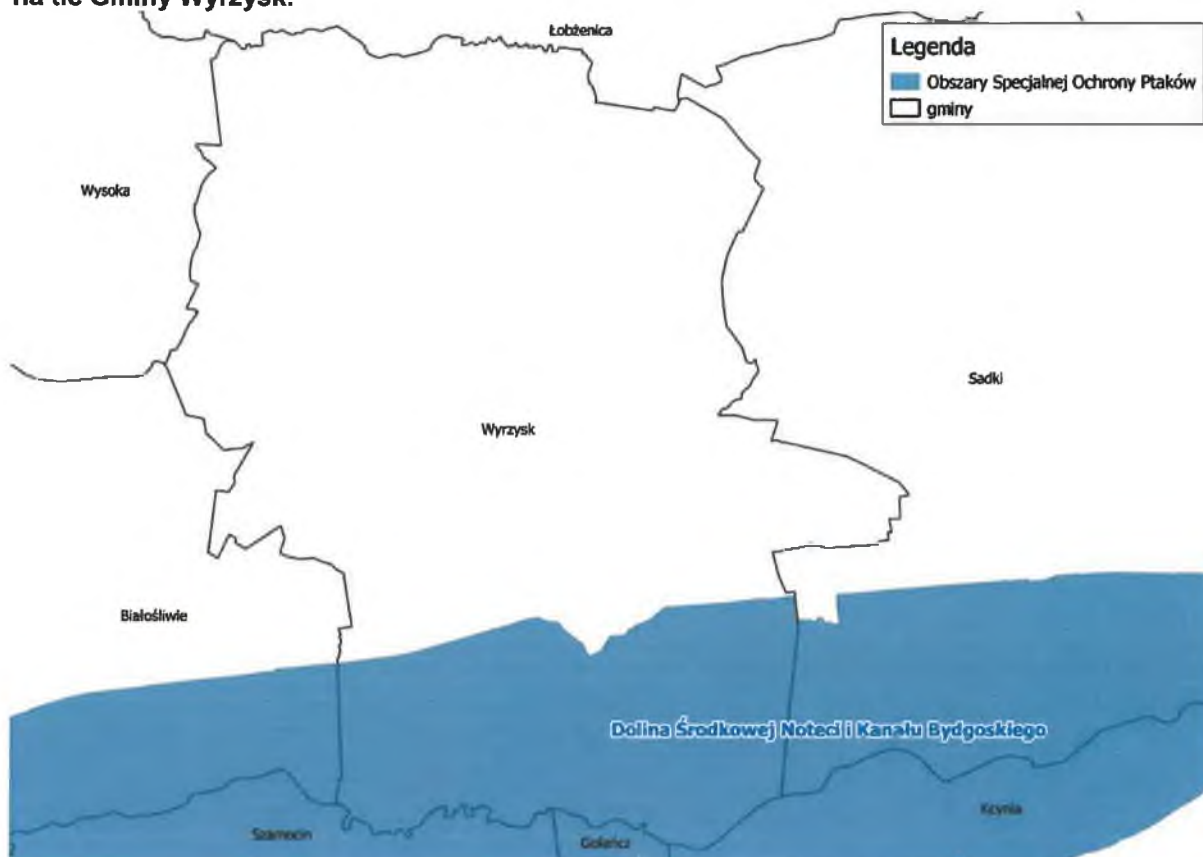 na tle Gminy Wyrzysk.
Łobżenica
Legenda
Obszary Specjalnej Ochrony Ptaków
gminy
Wysoka
Sadki
Wyrzysk
Białośliwie
Dolina Środkowej Noteci i Kanału Bydgoskiego
Szamocin
Gołańcz
Kcynia